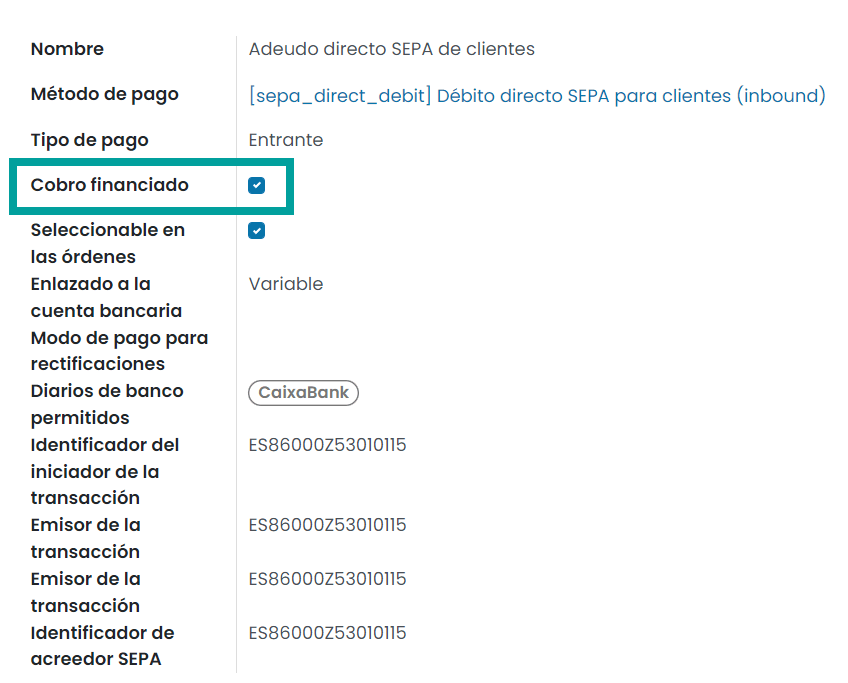 Nombre Adeudo directo SEPA de clientes
Método de pago [sepa_direct_debit] Débito directo SEPA para clientes (inbound)
Tipo de pago Entrante
Cobro financiado
Seleccionable en
las órdenes
Enlazado a la Variable
cuenta bancaria
Modo de pago para
rectificaciones
Diarios de banco CaixaBank
permitidos
Identificador del ES86000Z53010115
iniciador de la
transacción
Emisor de la ES86000Z53010115
transacción
Emisor de la ES86000Z53010115
transacción
Identificador de ES86000Z53010115
acreedor SEPA